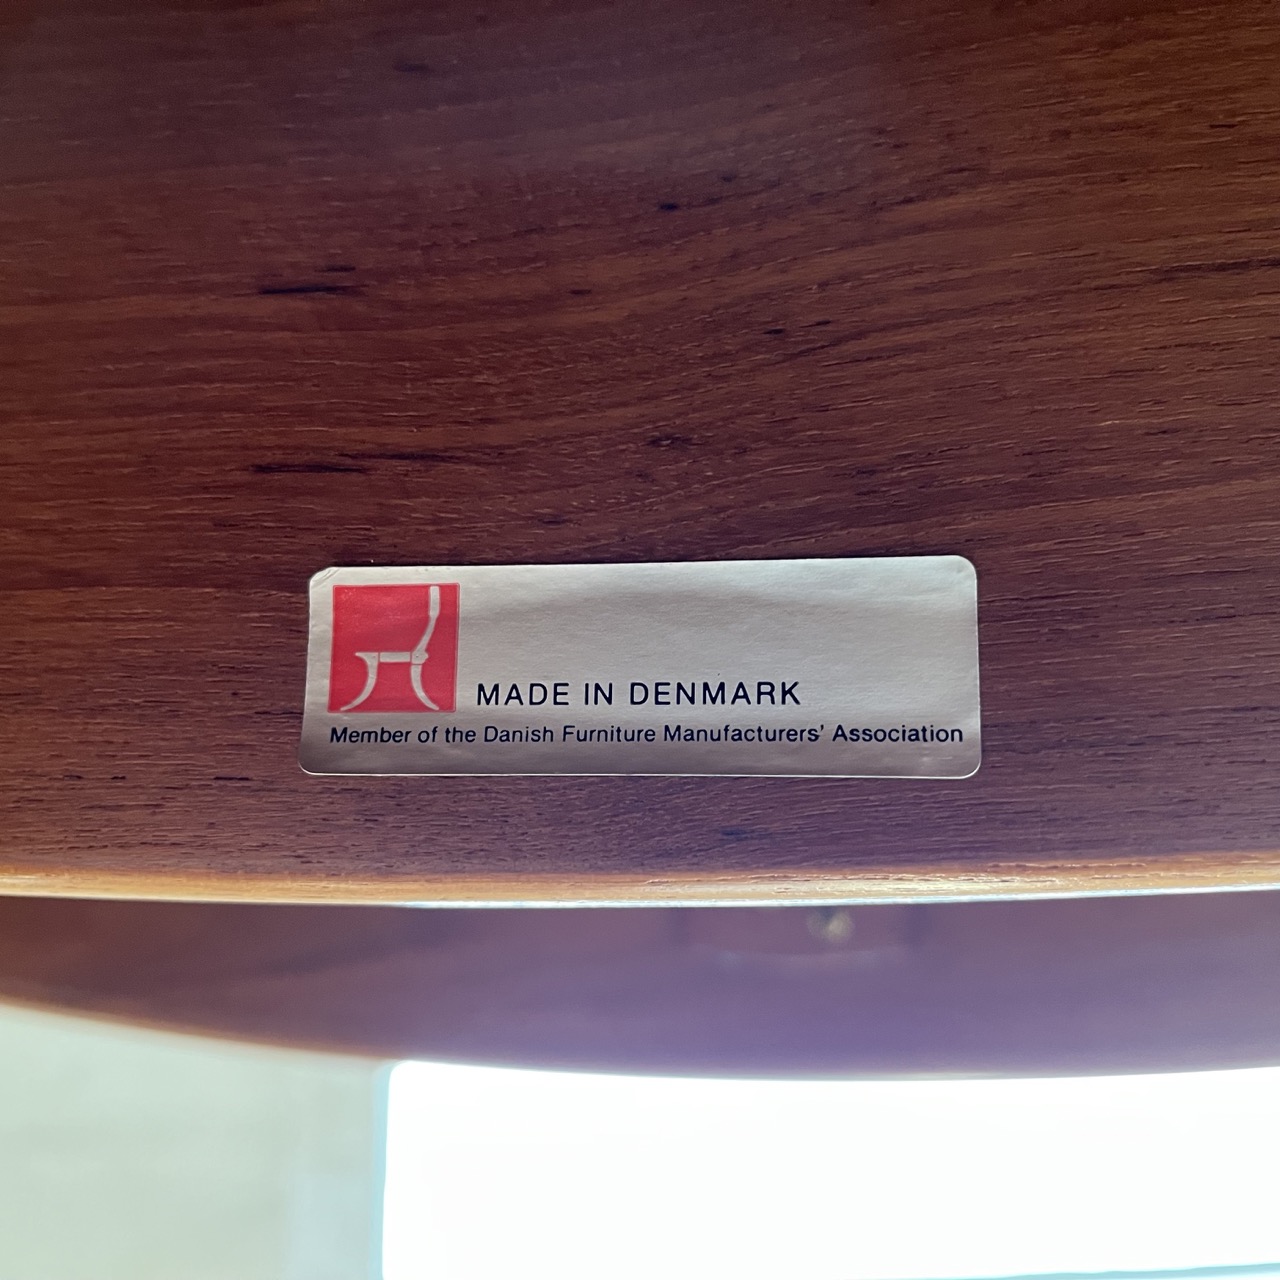 MADE IN DENMARK
Member of the Danish Furniture Manufacturers' Association